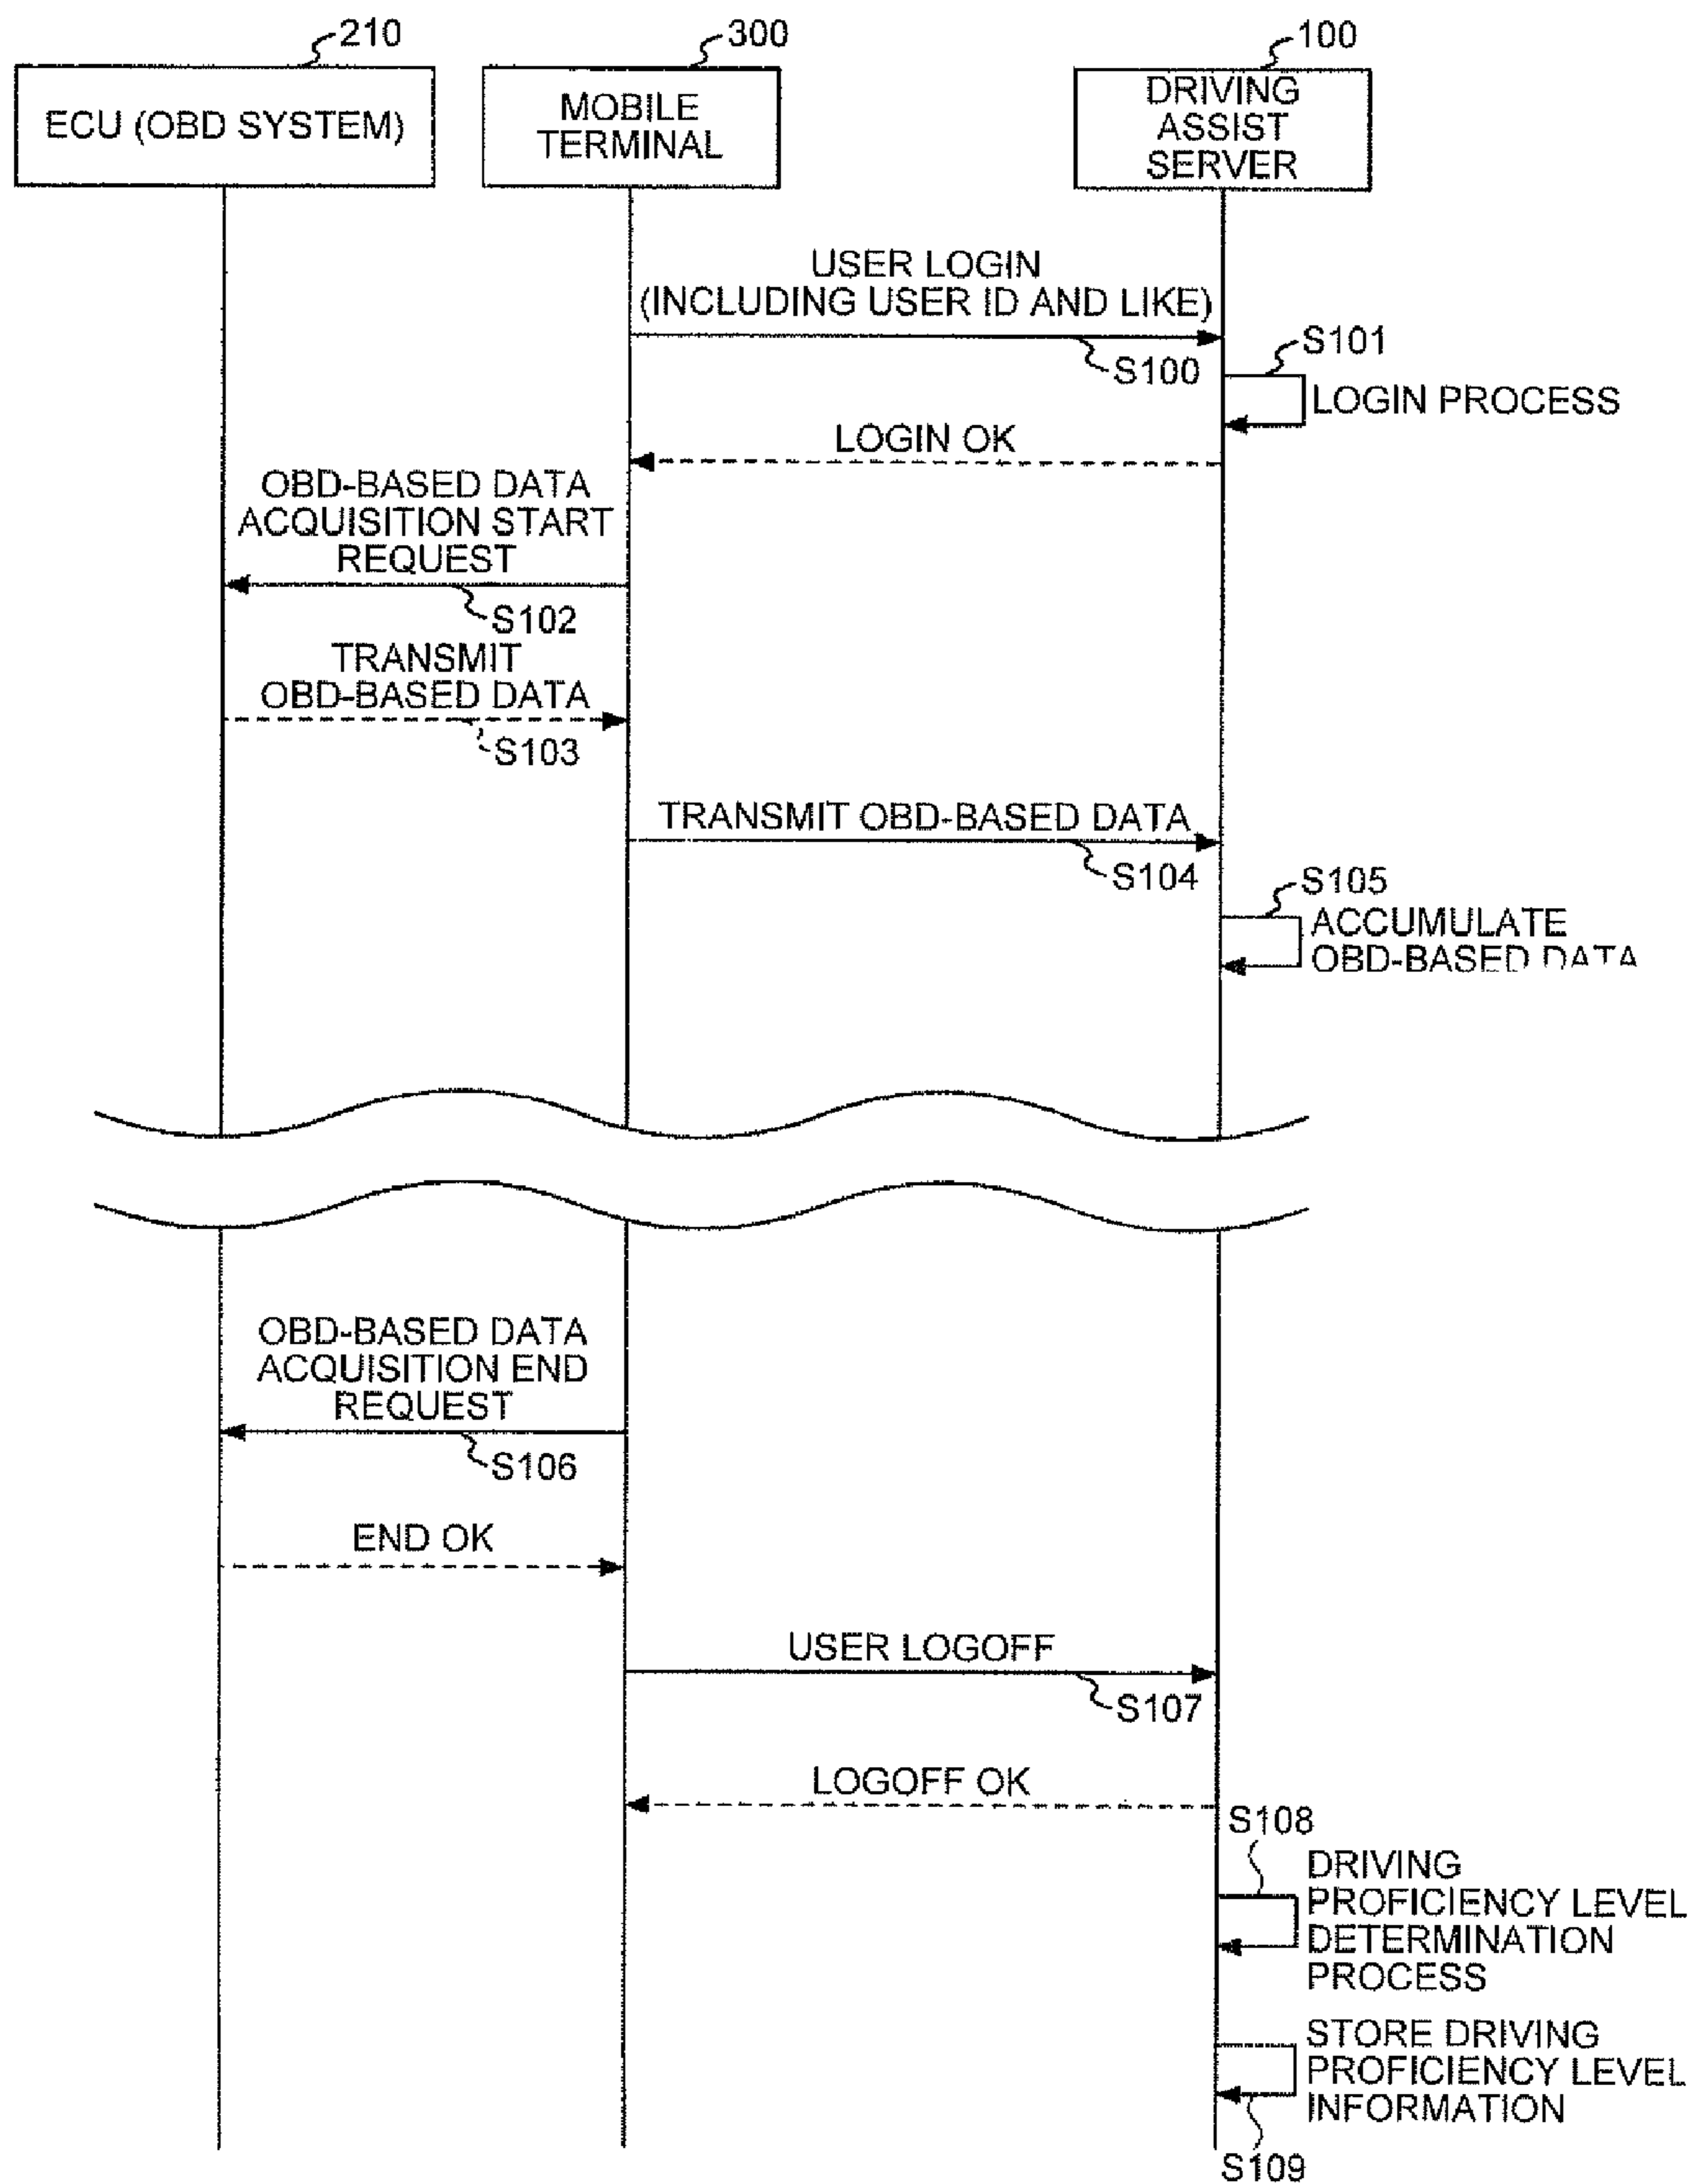 210
300
100
ECU (OBD SYSTEM)
MOBILE
TERMINAL
DRIVING
ASSIST
SERVER
USER LOGIN
(INCLUDING USER ID AND LIKE)
S100
S101
LOGIN PROCESS
LOGIN OK
OBD-BASED DATA
ACQUISITION START
REQUEST
S102
TRANSMIT
OBD-BASED DATA
S103
TRANSMIT OBD-BASED DATA
S104
S105
ACCUMULATE
OBD-BASED DATA
OBD-BASED DATA
ACQUISITION END
REQUEST
S106
END OK
USER LOGOFF
S107
LOGOFF OK
S108
DRIVING
PROFICIENCY LEVEL
DETERMINATION
PROCESS
STORE DRIVING
PROFICIENCY LEVEL
INFORMATION
S109